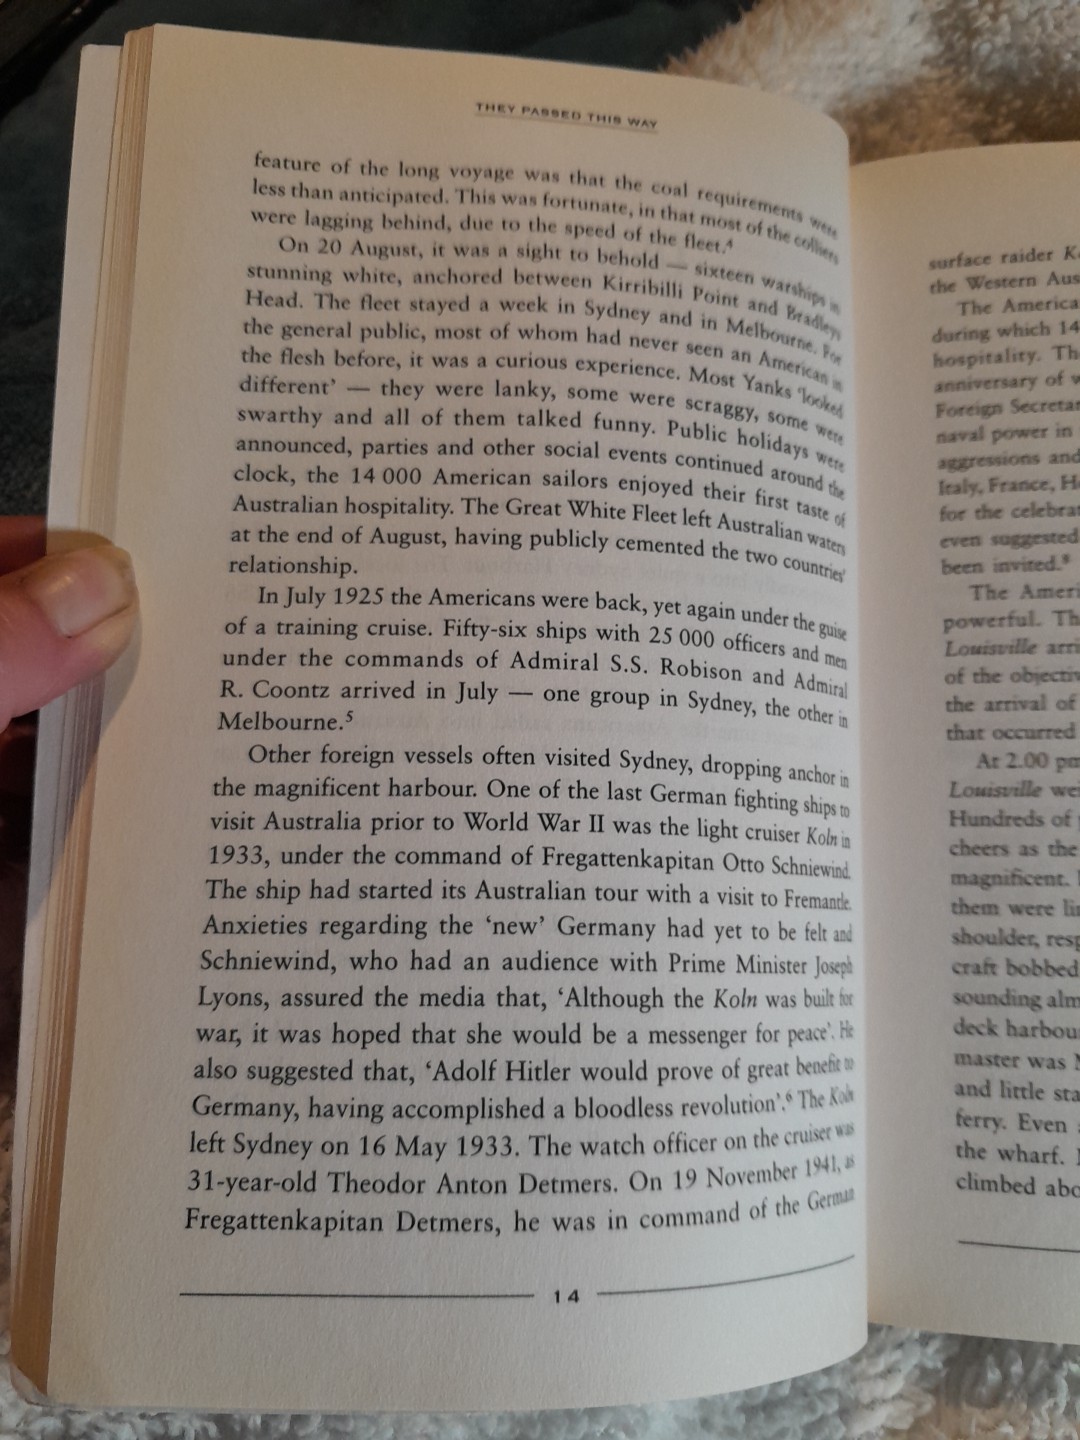 THEY PASSED THIS WAY
feature of the long voyage was that the coal requirements were
less than anticipated. This was fortunate, in that most of the colliers
were lagging behind, due to the speed of the fleet.4
On 20 August, it was a sight to behold — sixteen warships in
stunning white, anchored between Kirribilli Point and Bradleys
Head. The fleet stayed a week in Sydney and in Melbourne. For
the general public, most of whom had never seen an American in
the flesh before, it was a curious experience. Most Yanks 'looked
different' — they were lanky, some were scraggy, some were
swarthy and all of them talked funny. Public holidays were
announced, parties and other social events continued around the
clock, the 14 000 American sailors enjoyed their first taste of
Australian hospitality. The Great White Fleet left Australian waters
at the end of August, having publicly cemented the two countries'
relationship.
In July 1925 the Americans were back, yet again under the guise
of a training cruise. Fifty-six ships with 25 000 officers and men
under the commands of Admiral S.S. Robison and Admiral
R. Coontz arrived in July — one group in Sydney, the other in
Melbourne.5
Other foreign vessels often visited Sydney, dropping anchor in
the magnificent harbour. One of the last German fighting ships to
visit Australia prior to World War II was the light cruiser Koln in
1933, under the command of Fregattenkapitan Otto Schniewind.
The ship had started its Australian tour with a visit to Fremantle.
Anxieties regarding the 'new' Germany had yet to be felt and
Schniewind, who had an audience with Prime Minister Joseph
Lyons, assured the media that, 'Although the Koln was built for
war, it was hoped that she would be a messenger for peace'. He
also suggested that, 'Adolf Hitler would prove of great benefit to
Germany, having accomplished a bloodless revolution'.6 The Koln
left Sydney on 16 May 1933. The watch officer on the cruiser was
31-year-old Theodor Anton Detmers. On 19 November 1941, as
Fregattenkapitan Detmers, he was in command of the German
14
surface raider
the Western
The
during which 14
hospitality.
anniversary of
Foreign
naval power in
aggressions and
Italy, France,
for the
even suggested
been invited.8
The
powerful.
Louisville
of the
the arrival of
that occurred
At 2.00 pm
Louisville
Hundreds of
cheers as the
magnificent.
them were
shoulder,
craft bobbed
sounding
deck
master was
and little
ferry. Even
the wharf.
climbed